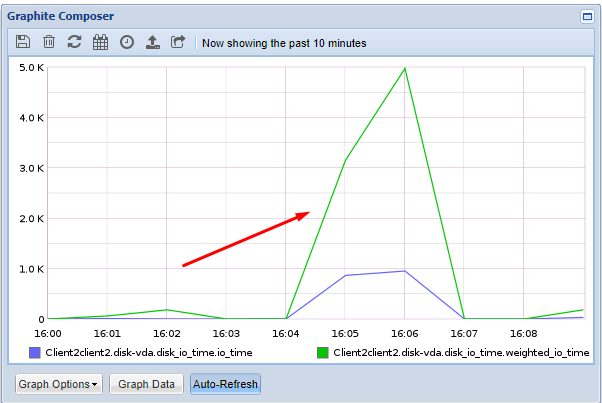 Graphite Composer
Now showing the past 10 minutes
5.0 K
4.0 K
3.0 K
2.0 K
1.0 K
0
16:00 16:01 16:02 16:03 16:04 16:05 16:06 16:07 16:08
Client2client2.disk-vda.disk_io_time.io_time Client2client2.disk-vda.disk_io_time.weighted_io_time
Graph Options Graph Data Auto-Refresh